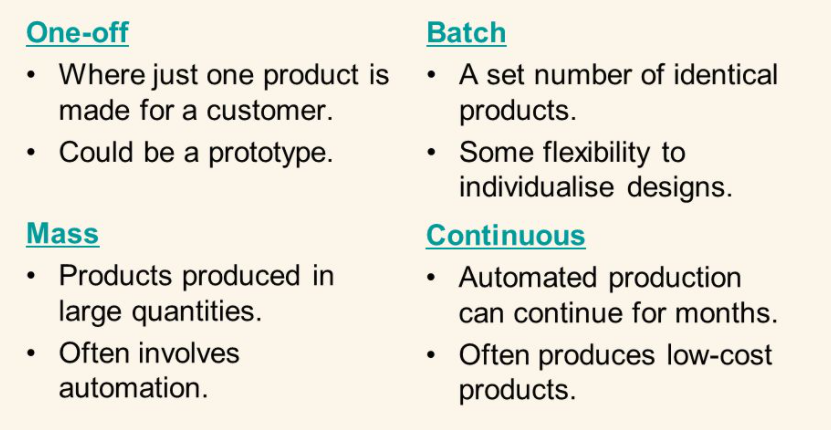 One-off
• Where just one product is
made for a customer.
• Could be a prototype.
Batch
• A set number of identical
products.
• Some flexibility to
individualise designs.
Mass
• Products produced in
large quantities.
• Often involves
automation.
Continuous
• Automated production
can continue for months.
• Often produces low-cost
products.